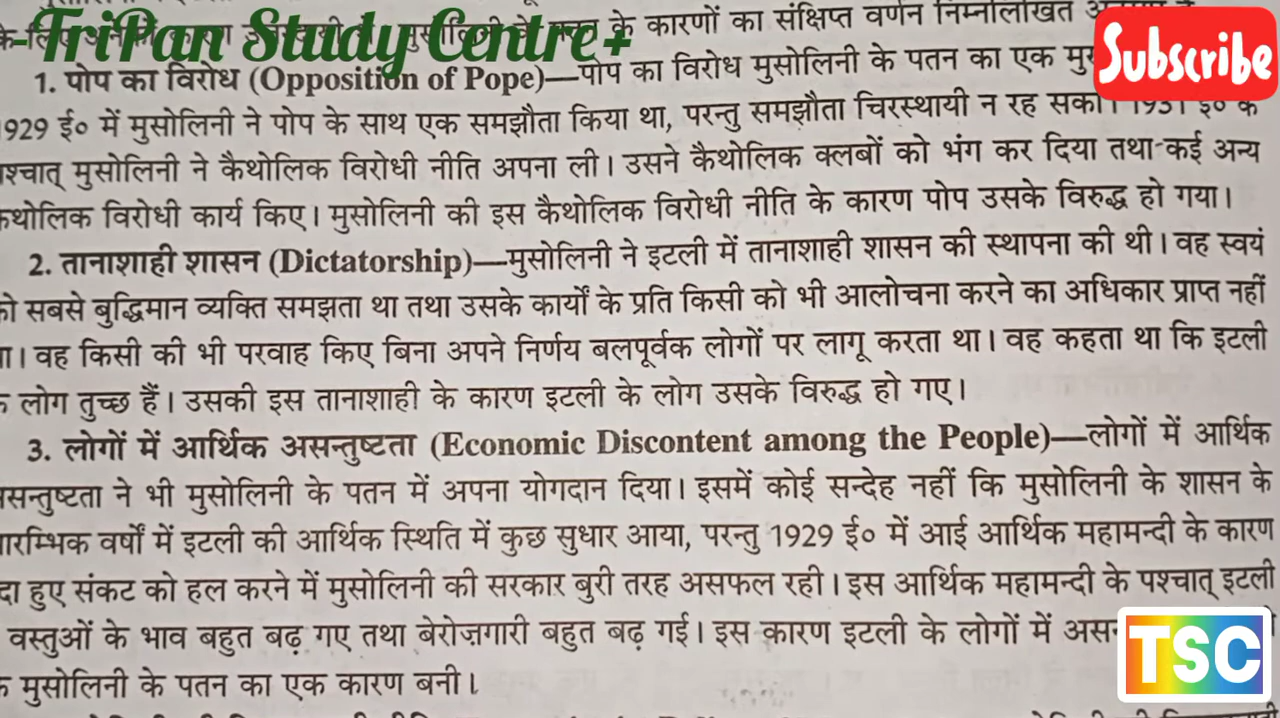 -TriPan Study Centre+
के कारणों का संक्षिप्त वर्णन निम्नलिखित
Subscribe
1. पोप का विरोध (Opposition of Pope)—पोप का विरोध मुसोलिनी के पतन का एक
929 ई० में मुसोलिनी ने पोप के साथ एक समझौता किया था, परन्तु समझौता चिरस्थायी न रह सका। 1931 ई० के
श्चात् मुसोलिनी ने कैथोलिक विरोधी नीति अपना ली। उसने कैथोलिक क्लबों को भंग कर दिया तथा कई अन्य
कैथोलिक विरोधी कार्य किए। मुसोलिनी की इस कैथोलिक विरोधी नीति के कारण पोप उसके विरुद्ध हो गया।
2. तानाशाही शासन (Dictatorship)—मुसोलिनी ने इटली में तानाशाही शासन की स्थापना की थी। वह स्वयं
को सबसे बुद्धिमान व्यक्ति समझता था तथा उसके कार्यों के प्रति किसी को भी आलोचना करने का अधिकार प्राप्त नहीं
था। वह किसी की भी परवाह किए बिना अपने निर्णय बलपूर्वक लोगों पर लागू करता था। वह कहता था कि इटली
के लोग तुच्छ हैं। उसकी इस तानाशाही के कारण इटली के लोग उसके विरुद्ध हो गए।
3. लोगों में आर्थिक असन्तुष्टता (Economic Discontent among the People)—लोगों में आर्थिक
सन्तुष्टता ने भी मुसोलिनी के पतन में अपना योगदान दिया। इसमें कोई सन्देह नहीं कि मुसोलिनी के शासन के
रम्भिक वर्षों में इटली की आर्थिक स्थिति में कुछ सुधार आया, परन्तु 1929 ई० में आई आर्थिक महामन्दी के कारण
दा हुए संकट को हल करने में मुसोलिनी की सरकार बुरी तरह असफल रही। इस आर्थिक महामन्दी के पश्चात् इटली
वस्तुओं के भाव बहुत बढ़ गए तथा बेरोज़गारी बहुत बढ़ गई। इस कारण इटली के लोगों में
TSC
मुसोलिनी के पतन का एक कारण बनी।